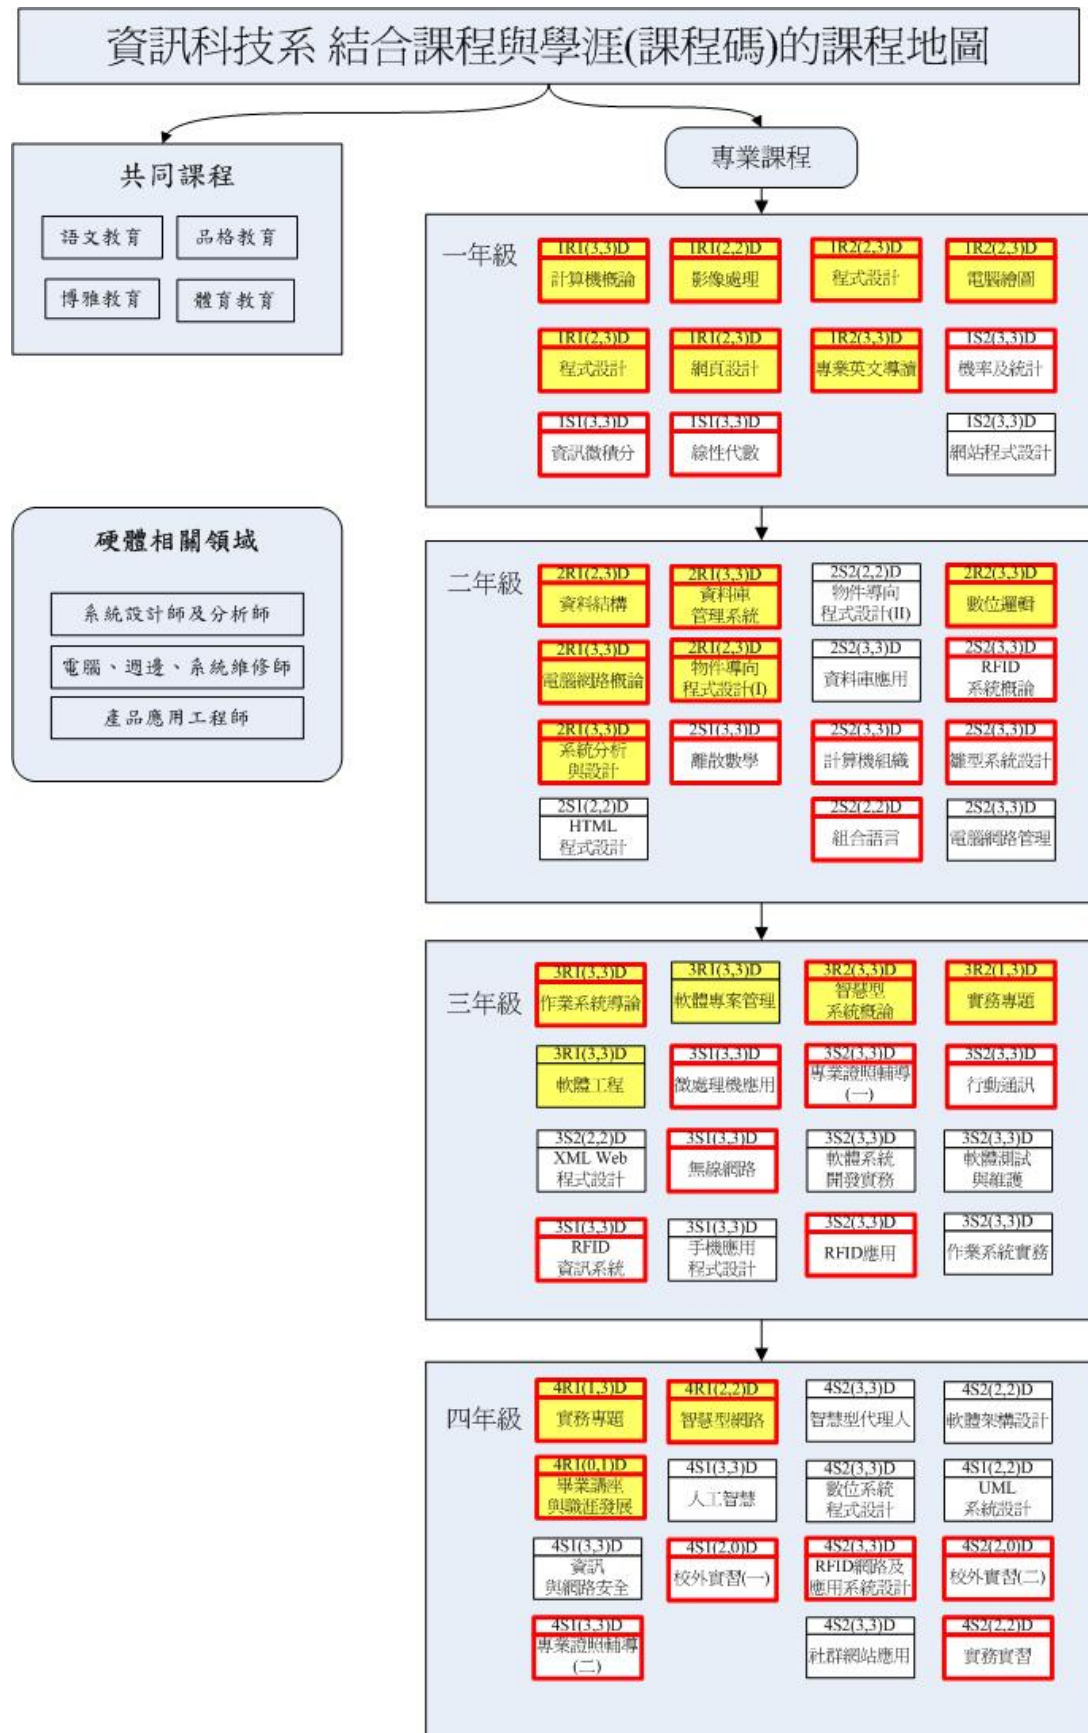 資訊科技系 結合課程與學涯(課程碼)的課程地圖
共同課程
語文教育
品格教育
博雅教育
體育教育
硬體相關領域
系統設計師及分析師
電腦、週邊、系統維修師
產品應用工程師
專業課程
一年級
1R1(3,3)D
計算機概論
1R1(2,2)D
影像處理
1R2(2,3)D
程式設計
1R2(2,3)D
電腦繪圖
1R1(2,3)D
程式設計
1R1(2,3)D
網頁設計
1R2(3,3)D
專業英文導讀
1S2(3,3)D
機率及統計
1S1(3,3)D
資訊微積分
1S1(3,3)D
線性代數
1S2(3,3)D
網站程式設計
二年級
2R1(2,3)D
資料結構
2R1(3,3)D
資料庫
管理系統
2S2(2,2)D
物件導向
程式設計(II)
2R2(3,3)D
數位邏輯
2R1(3,3)D
電腦網路概論
2R1(2,3)D
物件導向
程式設計(I)
2S2(3,3)D
資料庫應用
2S2(3,3)D
RFID
系統概論
2R1(3,3)D
系統分析
與設計
2S1(3,3)D
離散數學
2S2(3,3)D
計算機組織
2S2(3,3)D
雛型系統設計
2S1(2,2)D
HTML
程式設計
2S2(2,2)D
組合語言
2S2(3,3)D
電腦網路管理
三年級
3R1(3,3)D
作業系統導論
3R1(3,3)D
軟體專案管理
3R2(3,3)D
智慧型
系統概論
3R2(1,3)D
實務專題
3R1(3,3)D
軟體工程
3S1(3,3)D
微處理機應用
3S2(3,3)D
專業證照輔導
(一)
3S2(3,3)D
行動通訊
3S2(2,2)D
XML Web
程式設計
3S1(3,3)D
無線網路
3S2(3,3)D
軟體系統
開發實務
3S2(3,3)D
軟體測試
與維護
3S1(3,3)D
RFID
資訊系統
3S1(3,3)D
手機應用
程式設計
3S2(3,3)D
RFID應用
3S2(3,3)D
作業系統實務
四年級
4R1(1,3)D
實務專題
4R1(2,2)D
智慧型網路
4S2(3,3)D
智慧型代理人
4S2(2,2)D
軟體架構設計
4R1(0,1)D
畢業講座
與職涯發展
4S1(3,3)D
人工智慧
4S2(3,3)D
數位系統
程式設計
4S1(2,2)D
UML
系統設計
4S1(3,3)D
資訊
與網路安全
4S1(2,0)D
校外實習(一)
4S2(3,3)D
RFID網路及
應用系統設計
4S2(2,0)D
校外實習(二)
4S1(3,3)D
專業證照輔導
(二)
4S2(3,3)D
社群網站應用
4S2(2,2)D
實務實習